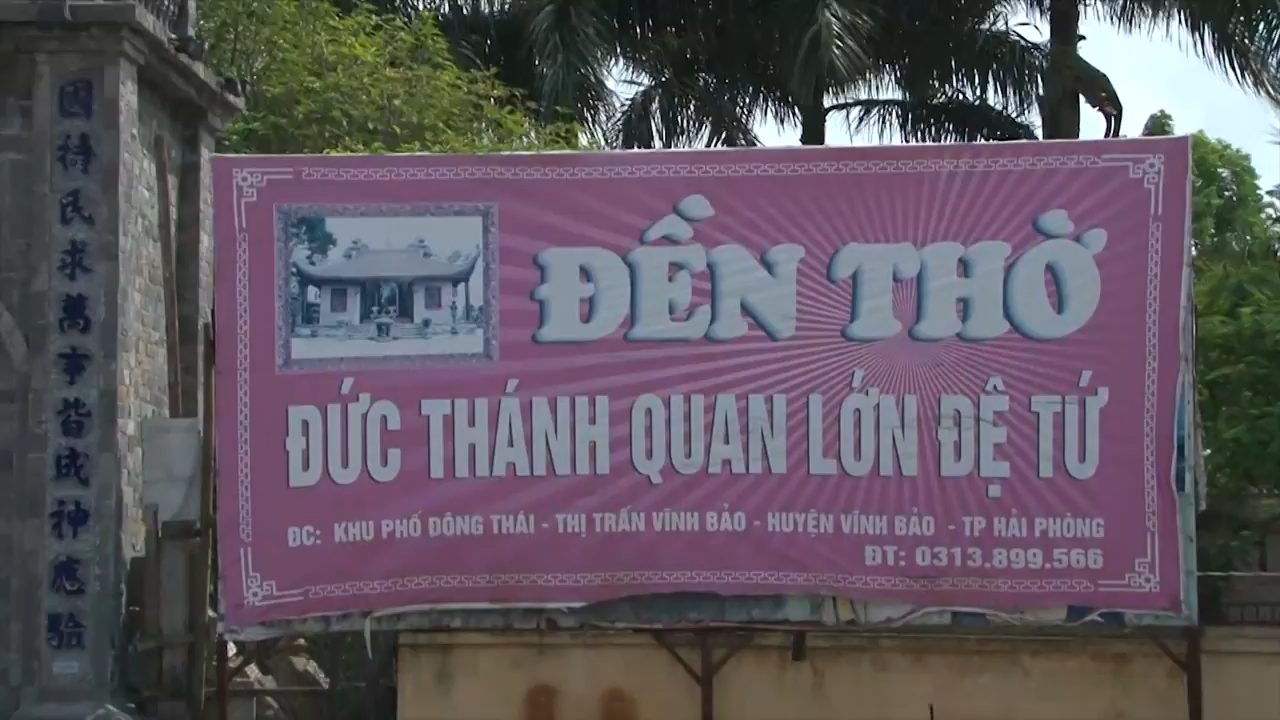 國禱民求萬事皆成神應驗
ĐỀN THỜ
ĐỨC THÁNH QUAN LỚN ĐỆ TỨ
ĐC: KHU PHỐ ĐÔNG THÁI - THỊ TRẤN VĨNH BẢO - HUYỆN VĨNH BẢO - TP HẢI PHÒNG
ĐT: 0313.899.566